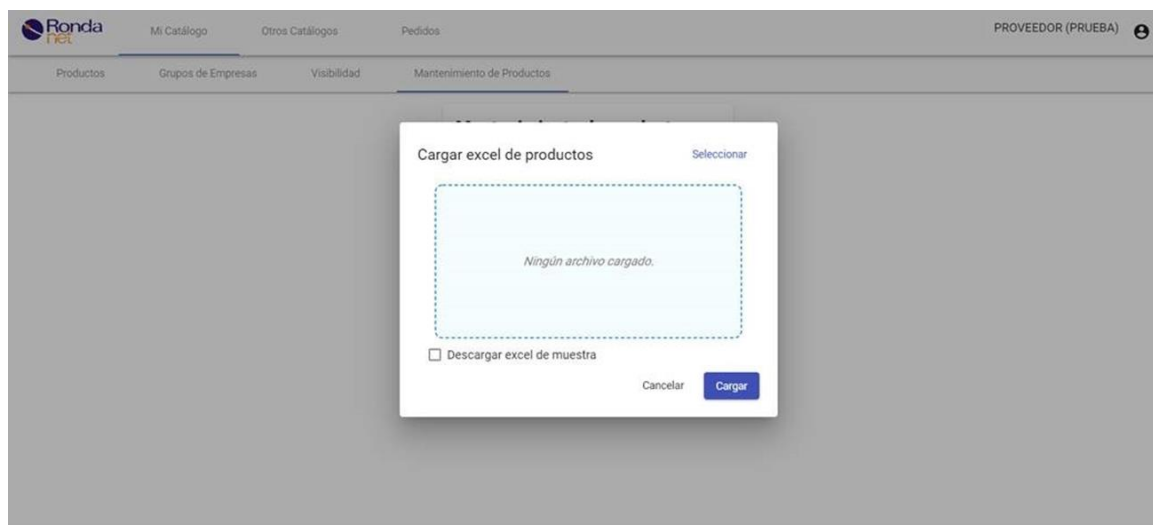 Ronda
net
Mi Catálogo Otros Catálogos Pedidos PROVEEDOR (PRUEBA)
Productos Grupos de Empresas Visibilidad Mantenimiento de Productos
Cargar excel de productos Seleccionar
Ningún archivo cargado.
Descargar excel de muestra
Cancelar Cargar